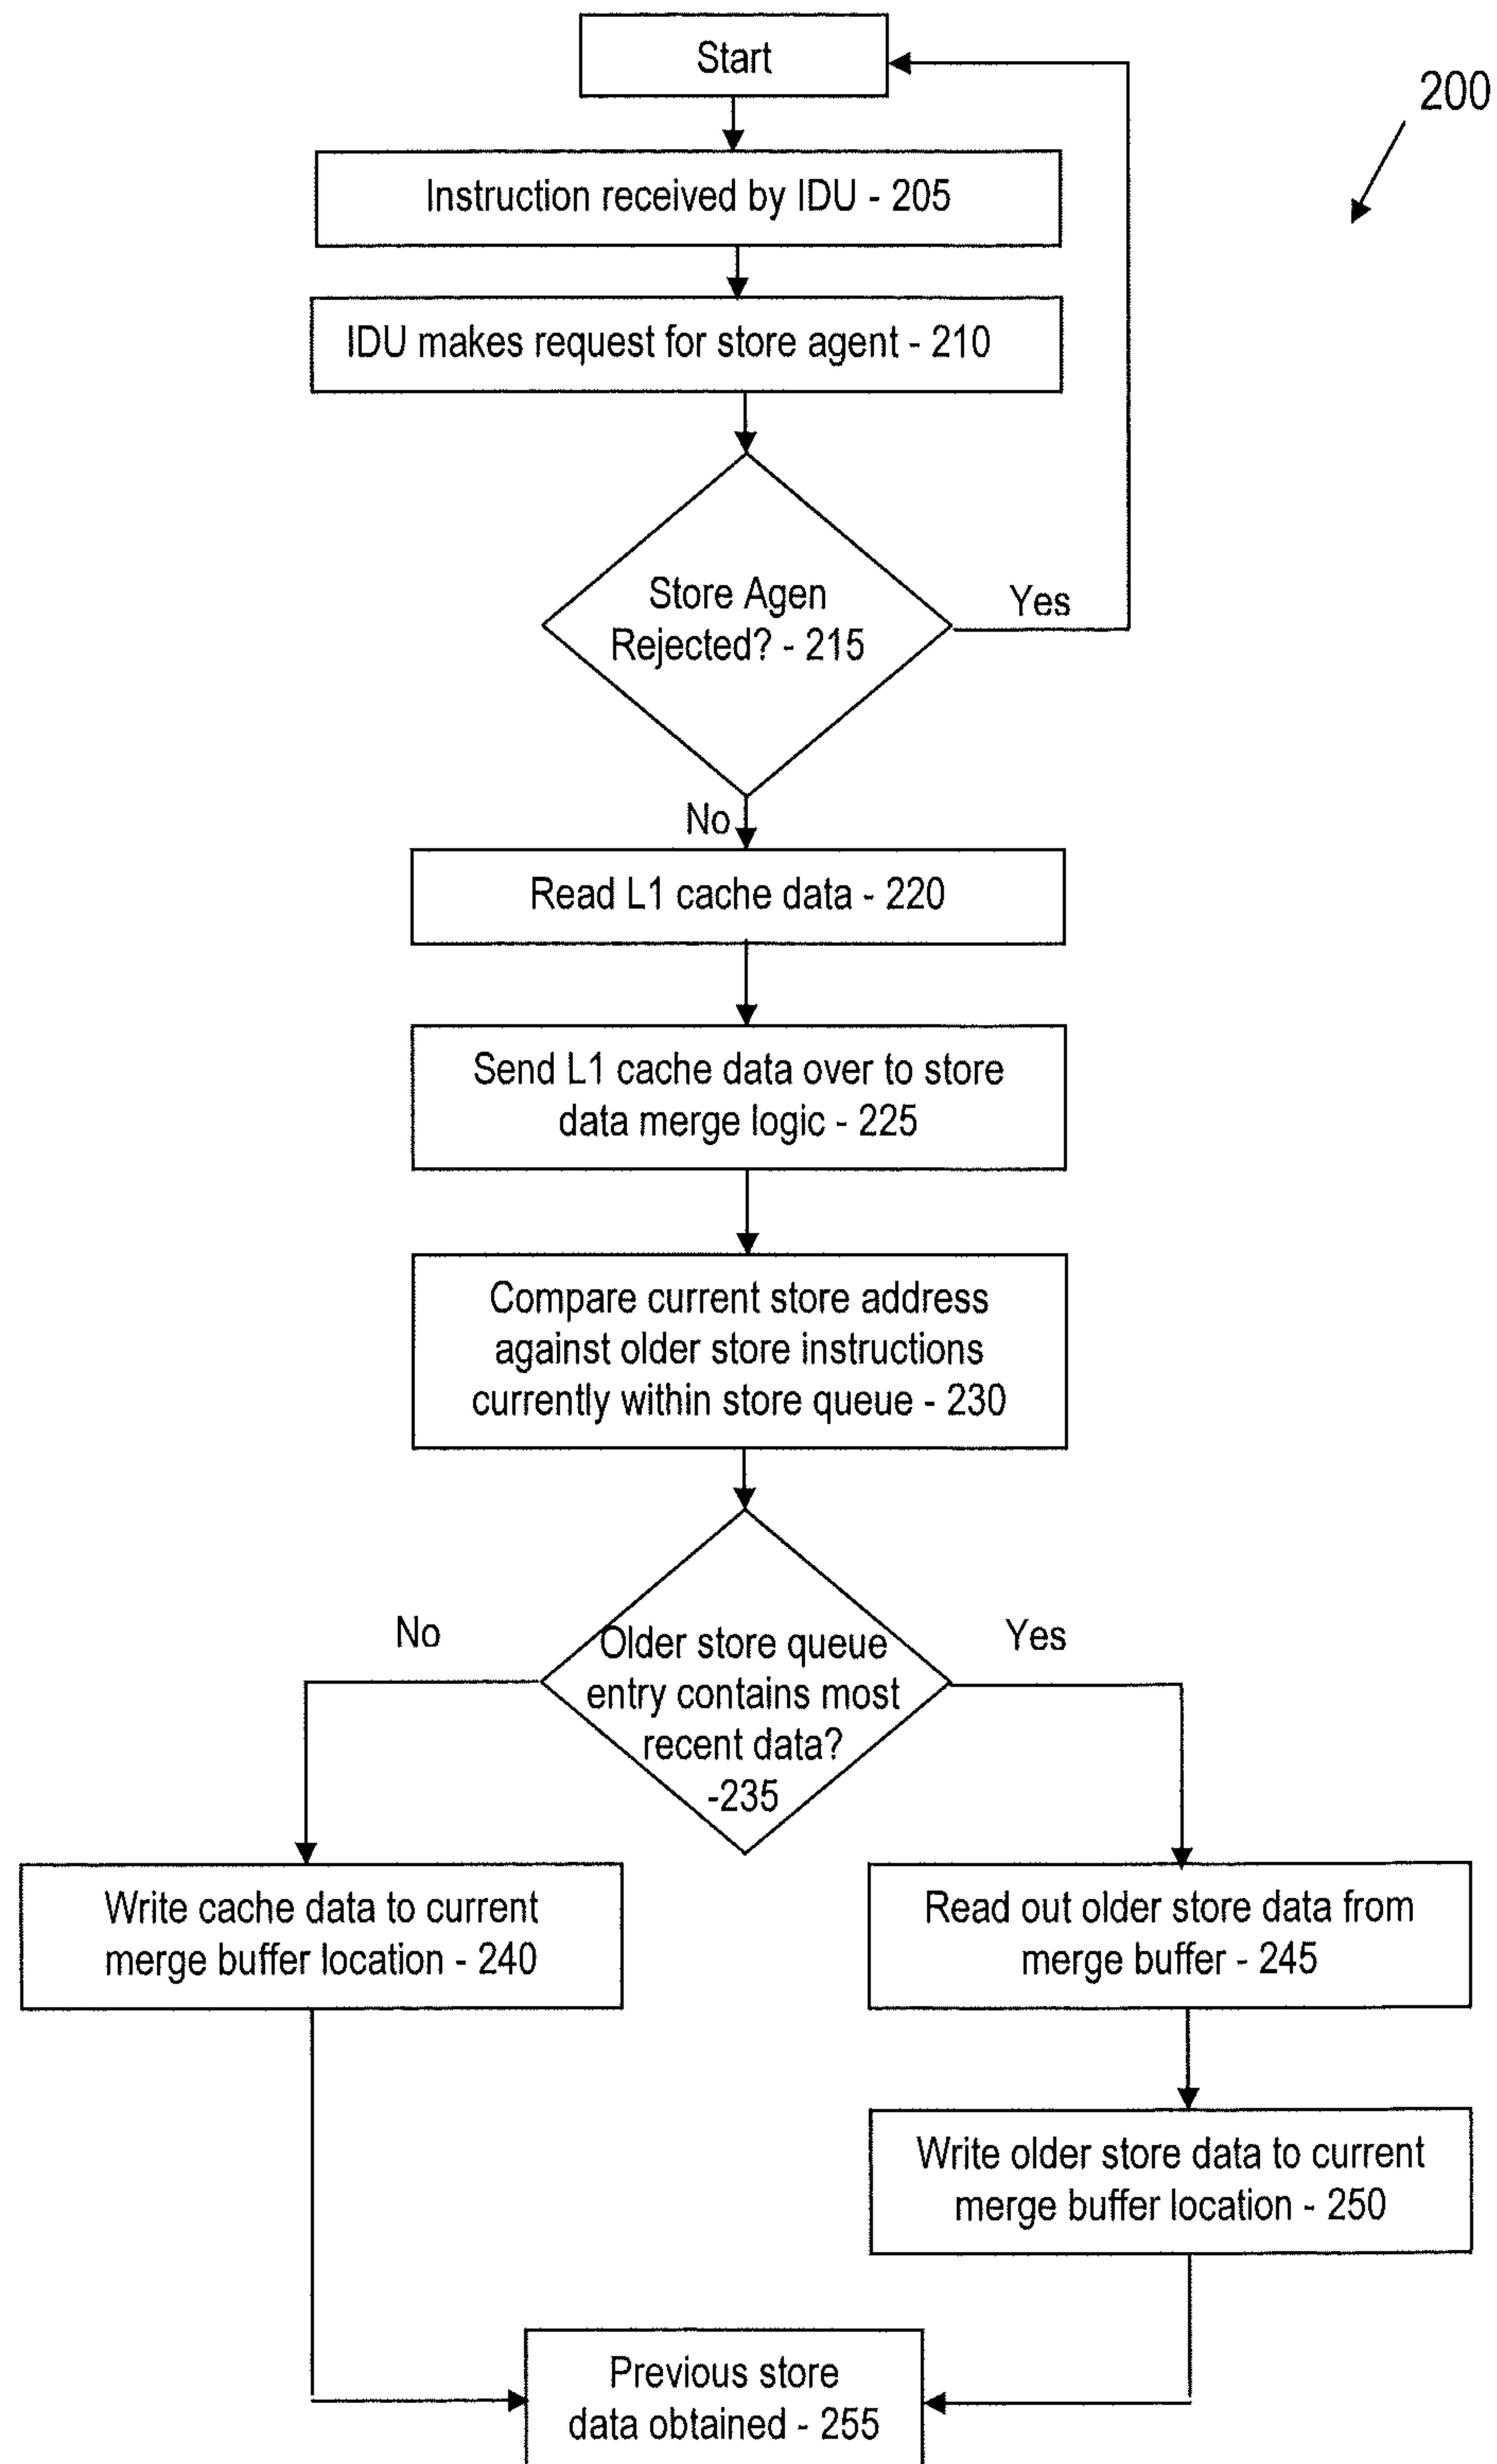 Start
200
Instruction received by IDU - 205
IDU makes request for store agent - 210
Store Agen
Rejected? - 215
Yes
No
Read L1 cache data - 220
Send L1 cache data over to store
data merge logic - 225
Compare current store address
against older store instructions
currently within store queue - 230
No
Yes
Older store queue
entry contains most
recent data?
-235
Write cache data to current
merge buffer location - 240
Read out older store data from
merge buffer - 245
Write older store data to current
merge buffer location - 250
Previous store
data obtained - 255